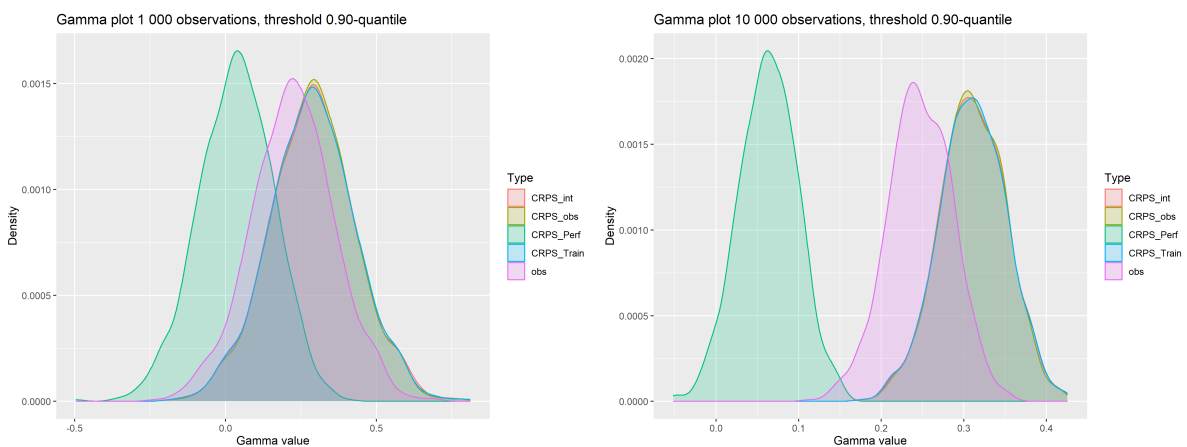 Gamma plot 1 000 observations, threshold 0.90-quantile
Density
0.0015
0.0010
0.0005
0.0000
-0.5
0.0
0.5
Gamma value
Type
CRPS_int
CRPS_obs
CRPS_Perf
CRPS_Train
obs
Gamma plot 10 000 observations, threshold 0.90-quantile
Density
0.0020
0.0015
0.0010
0.0005
0.0000
0.0
0.1
0.2
0.3
0.4
Gamma value
Type
CRPS_int
CRPS_obs
CRPS_Perf
CRPS_Train
obs